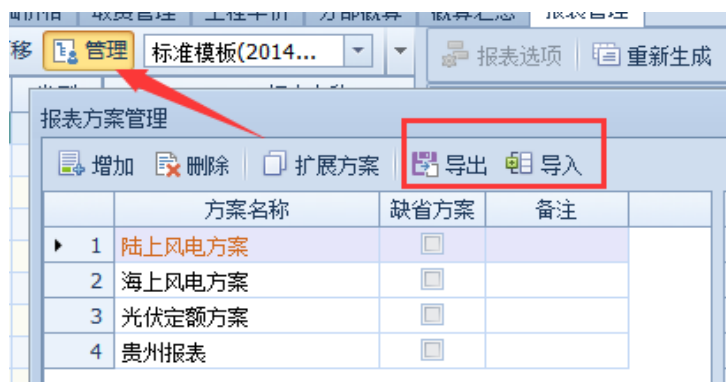 取费管理 工程单价 分部概算 概算汇总 报表管理
移 管理 标准模板(2014... 报表选项 重新生成
报表方案管理
增加 删除 扩展方案 导出 导入
方案名称 缺省方案 备注
1 陆上风电方案
2 海上风电方案
3 光伏定额方案
4 贵州报表